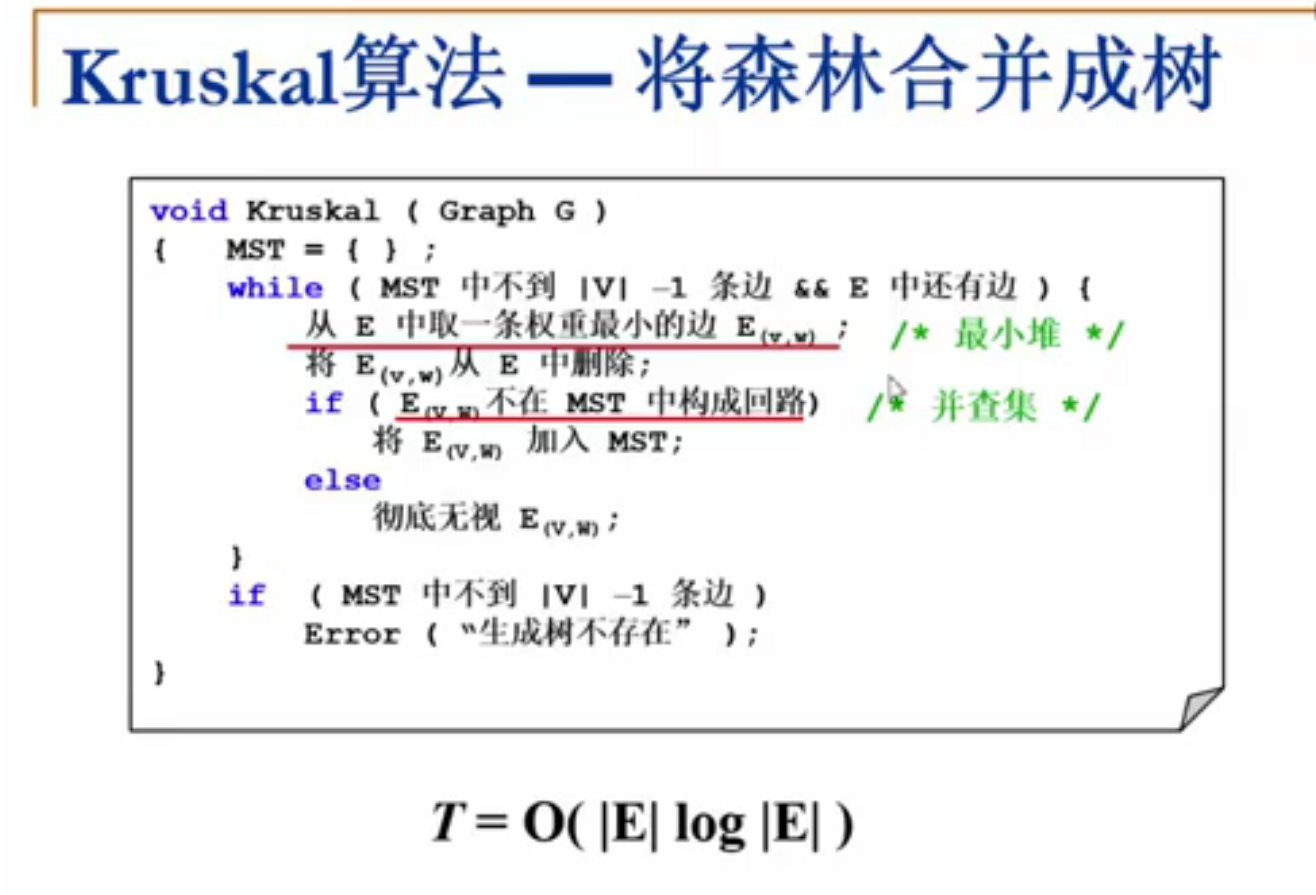 Kruskal算法 — 将森林合并成树
void Kruskal ( Graph G )
{ MST = { } ;
while ( MST 中不到 |V| −1 条边 && E 中还有边 ) {
从 E 中取一条权重最小的边 E(v,w) ; /* 最小堆 */
将 E(v,w)从 E 中删除;
if ( E(V,W)不在 MST 中构成回路) /* 并查集 */
将 E(V,W) 加入 MST;
else
彻底无视 E(V,W) ;
}
if ( MST 中不到 |V| −1 条边 )
Error ( “生成树不存在” );
}
T = O( |E| log |E| )